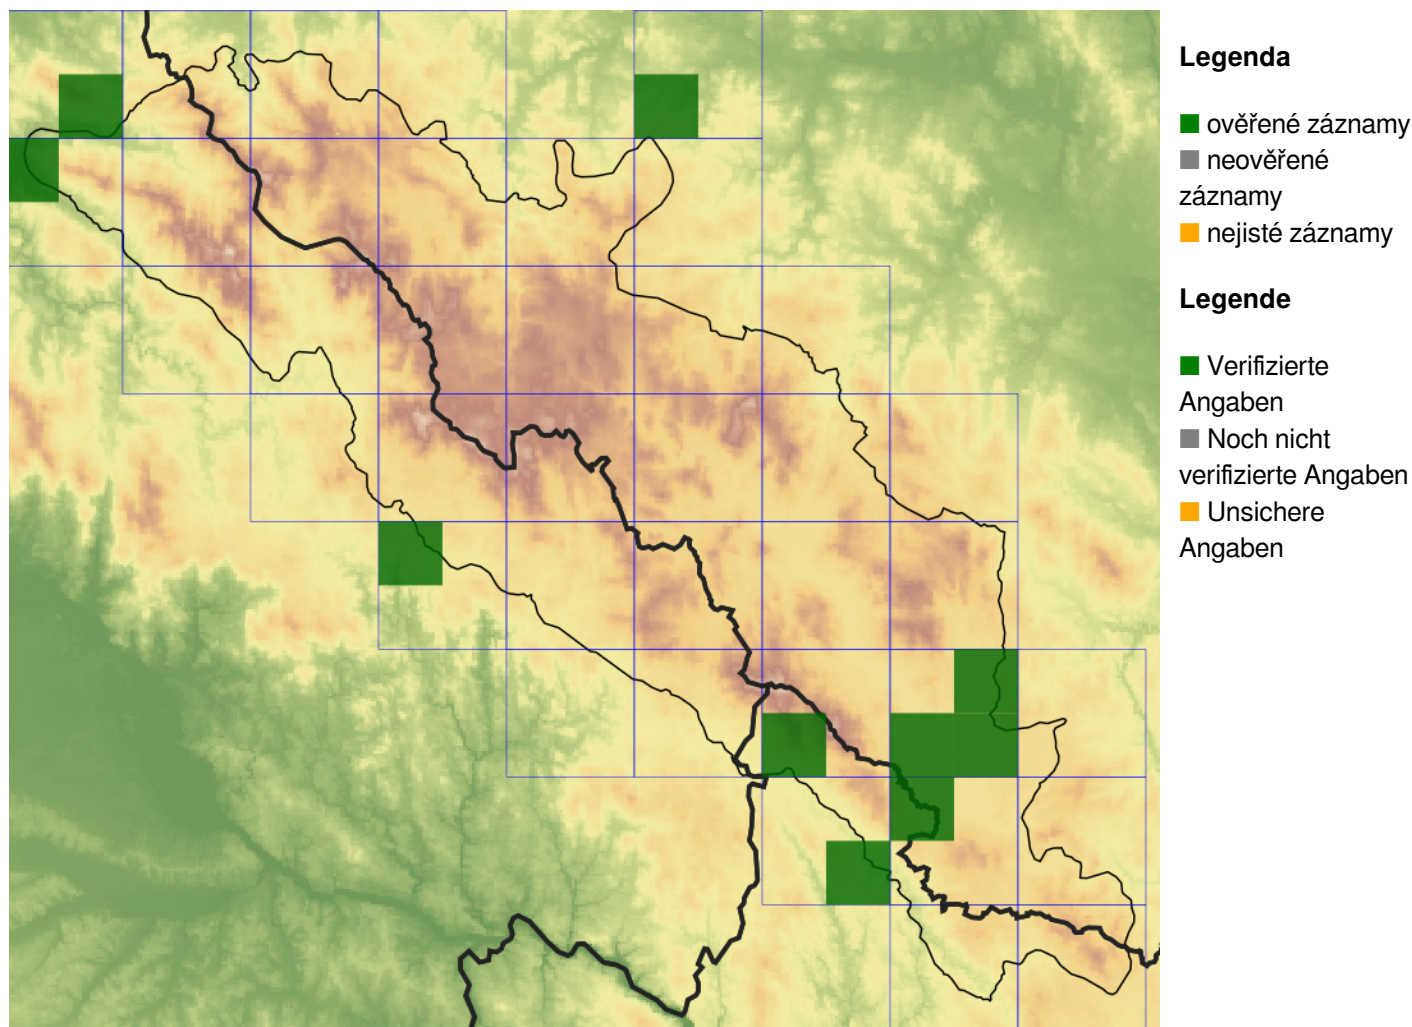 Legenda
ověřené záznamy
neověřené
záznamy
nejisté záznamy
Legende
Verifizierte
Angaben
Noch nicht
verifizierte Angaben
Unsichere
Angaben